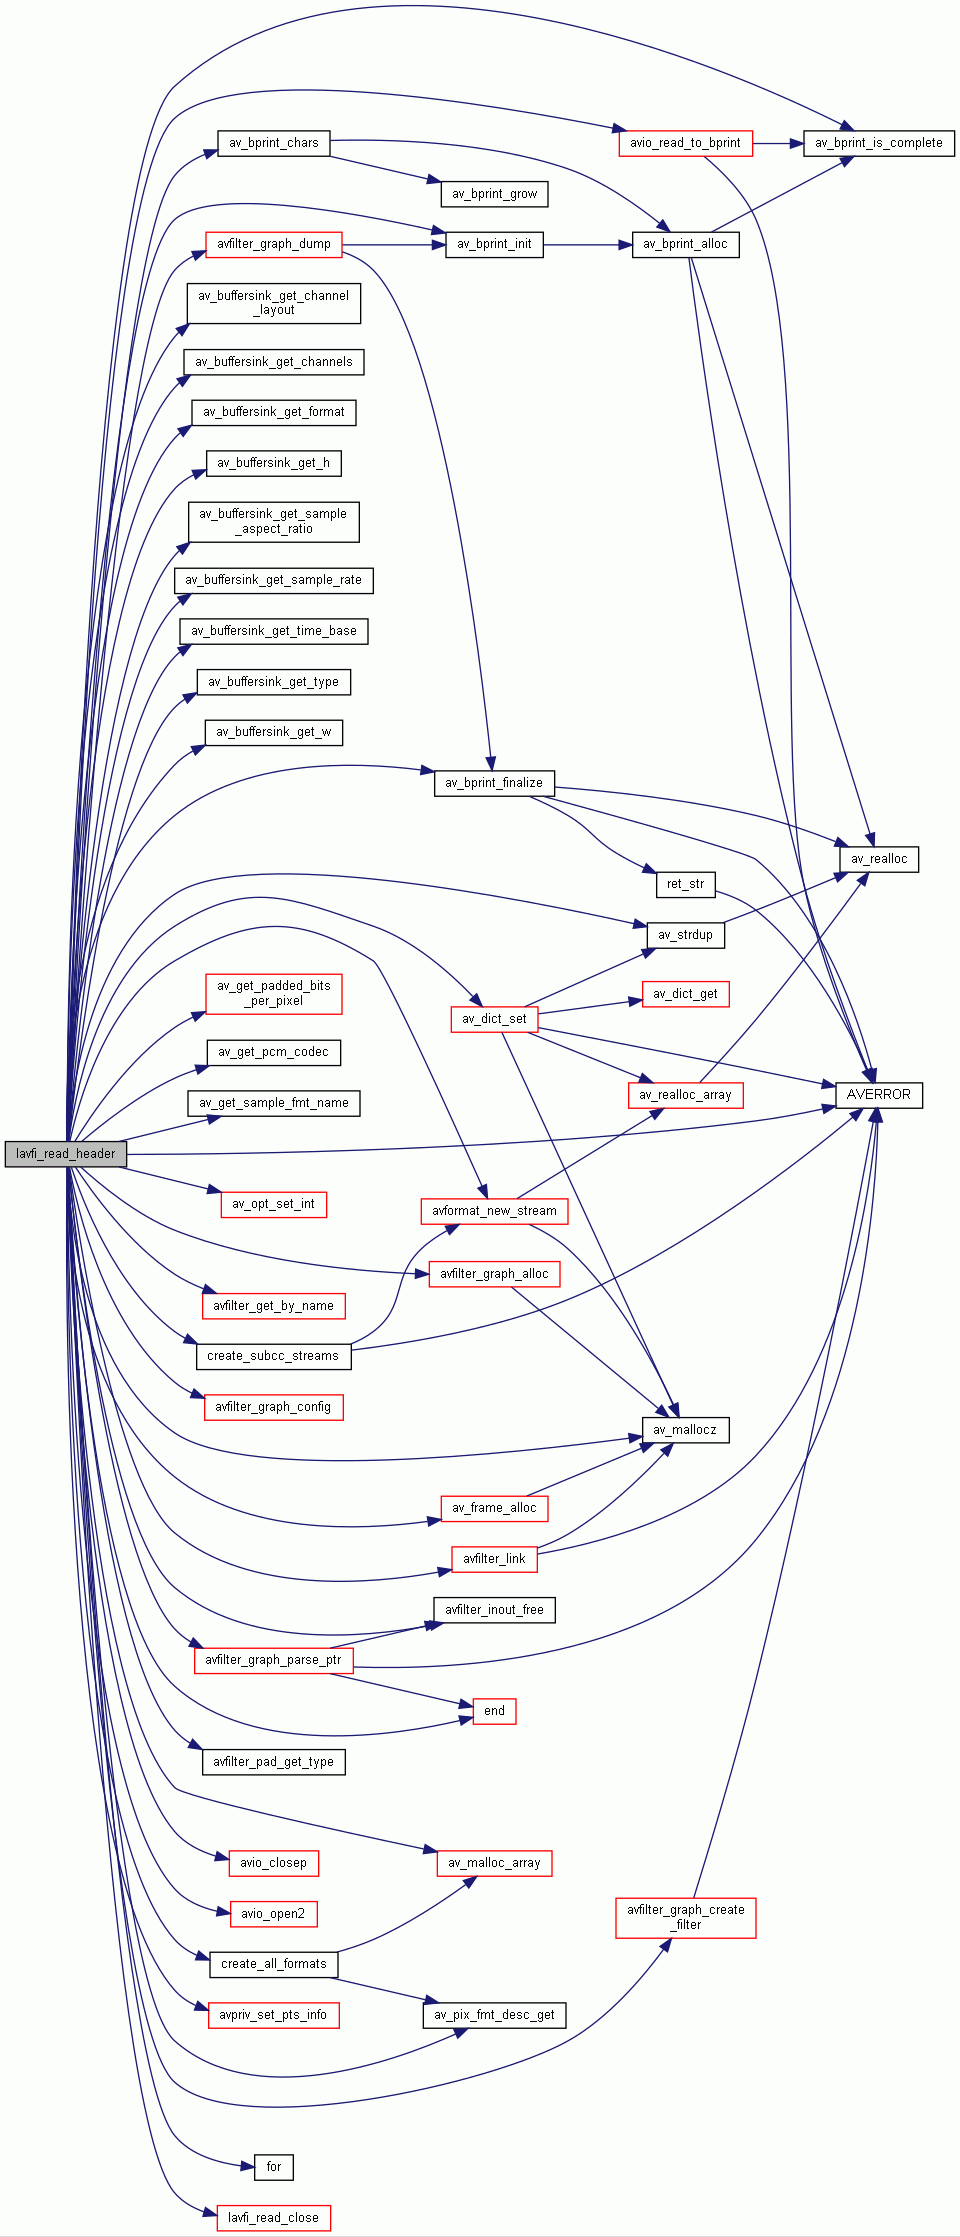 av_bprint_chars
avio_read_to_bprint
av_bprint_is_complete
av_bprint_grow
avfilter_graph_dump
av_bprint_init
av_bprint_alloc
av_buffersink_get_channel
_layout
av_buffersink_get_channels
av_buffersink_get_format
av_buffersink_get_h
av_buffersink_get_sample
_aspect_ratio
av_buffersink_get_sample_rate
av_buffersink_get_time_base
av_buffersink_get_type
av_buffersink_get_w
av_bprint_finalize
av_realloc
ret_str
av_strdup
av_get_padded_bits
_per_pixel
av_dict_get
av_dict_set
av_get_pcm_codec
av_realloc_array
AVERROR
av_get_sample_fmt_name
lavfi_read_header
av_opt_set_int
avformat_new_stream
avfilter_graph_alloc
avfilter_get_by_name
create_subcc_streams
avfilter_graph_config
av_mallocz
av_frame_alloc
avfilter_link
avfilter_inout_free
avfilter_graph_parse_ptr
end
avfilter_pad_get_type
avio_closep
av_malloc_array
avio_open2
avfilter_graph_create
_filter
create_all_formats
avpriv_set_pts_info
av_pix_fmt_desc_get
for
lavfi_read_close